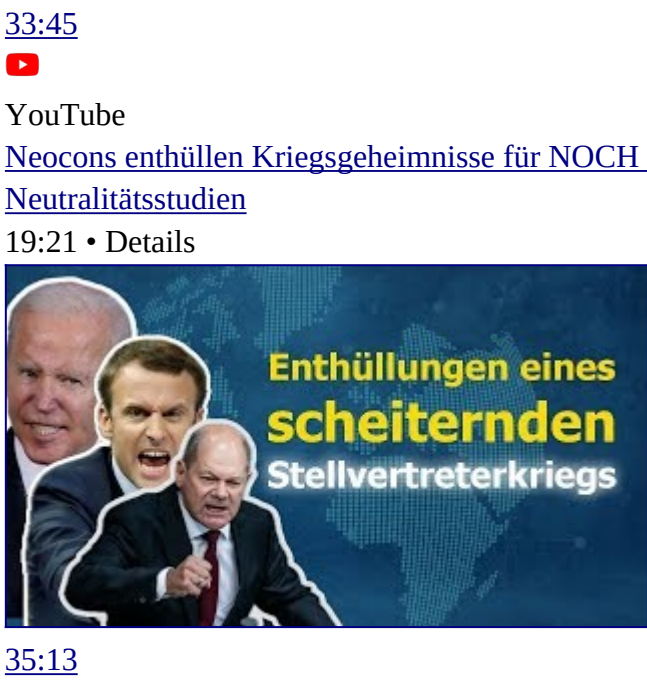 33:45
YouTube
Neocons enthüllen Kriegsgeheimnisse für NOCH
Neutralitätsstudien
19:21 • Details
Enthüllungen eines
scheiternden
Stellvertreterkriegs
35:13